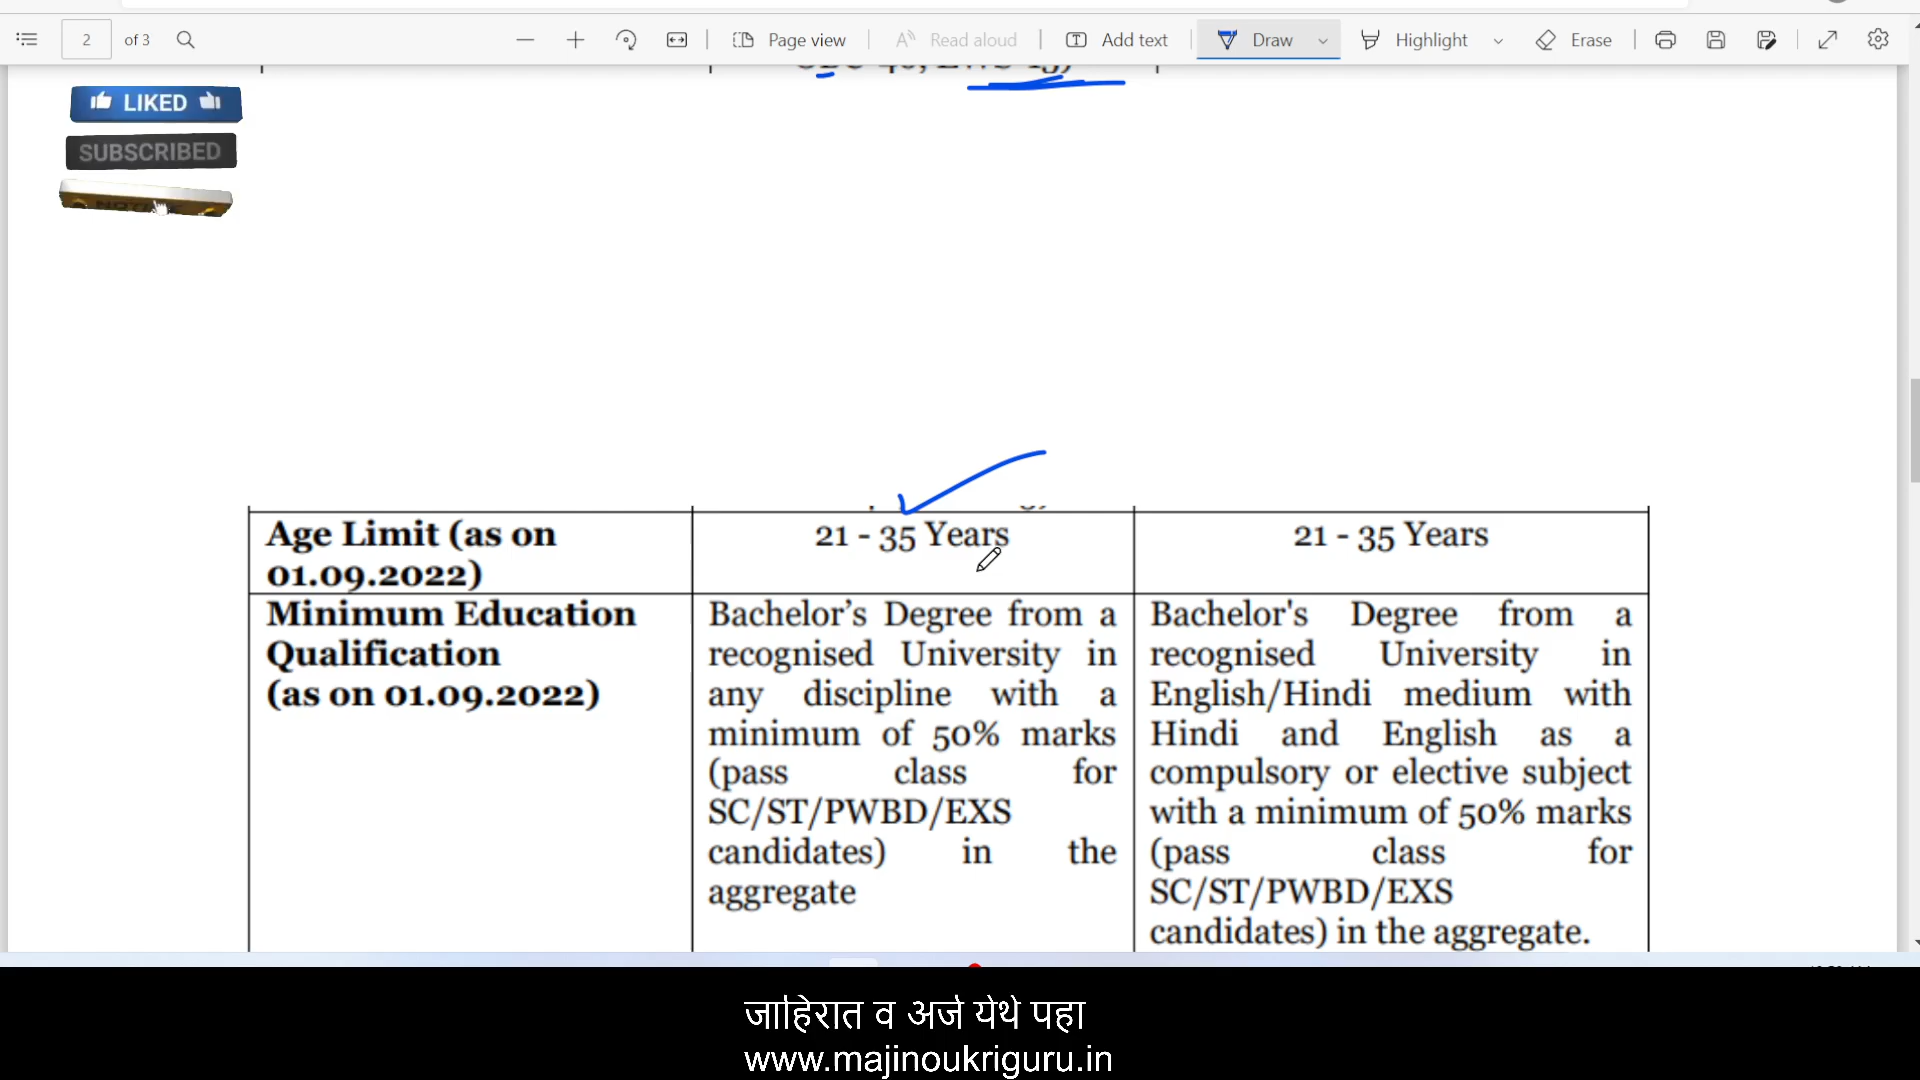 2 of 3 Page view Read aloud Add text Draw Highlight Erase
LIKED
SUBSCRIBED
Age Limit (as on
01.09.2022)
21 - 35 Years
21 - 35 Years
Minimum Education
Qualification
(as on 01.09.2022)
Bachelor’s Degree from a
recognised University in
any discipline with a
minimum of 50% marks
(pass class for
SC/ST/PWBD/EXS
candidates) in the
aggregate
Bachelor's Degree from a
recognised University in
English/Hindi medium with
Hindi and English as a
compulsory or elective subject
with a minimum of 50% marks
(pass class for
SC/ST/PWBD/EXS
candidates) in the aggregate.
जाहिरात व अर्ज येथे पहा
www.majinoukriguru.in